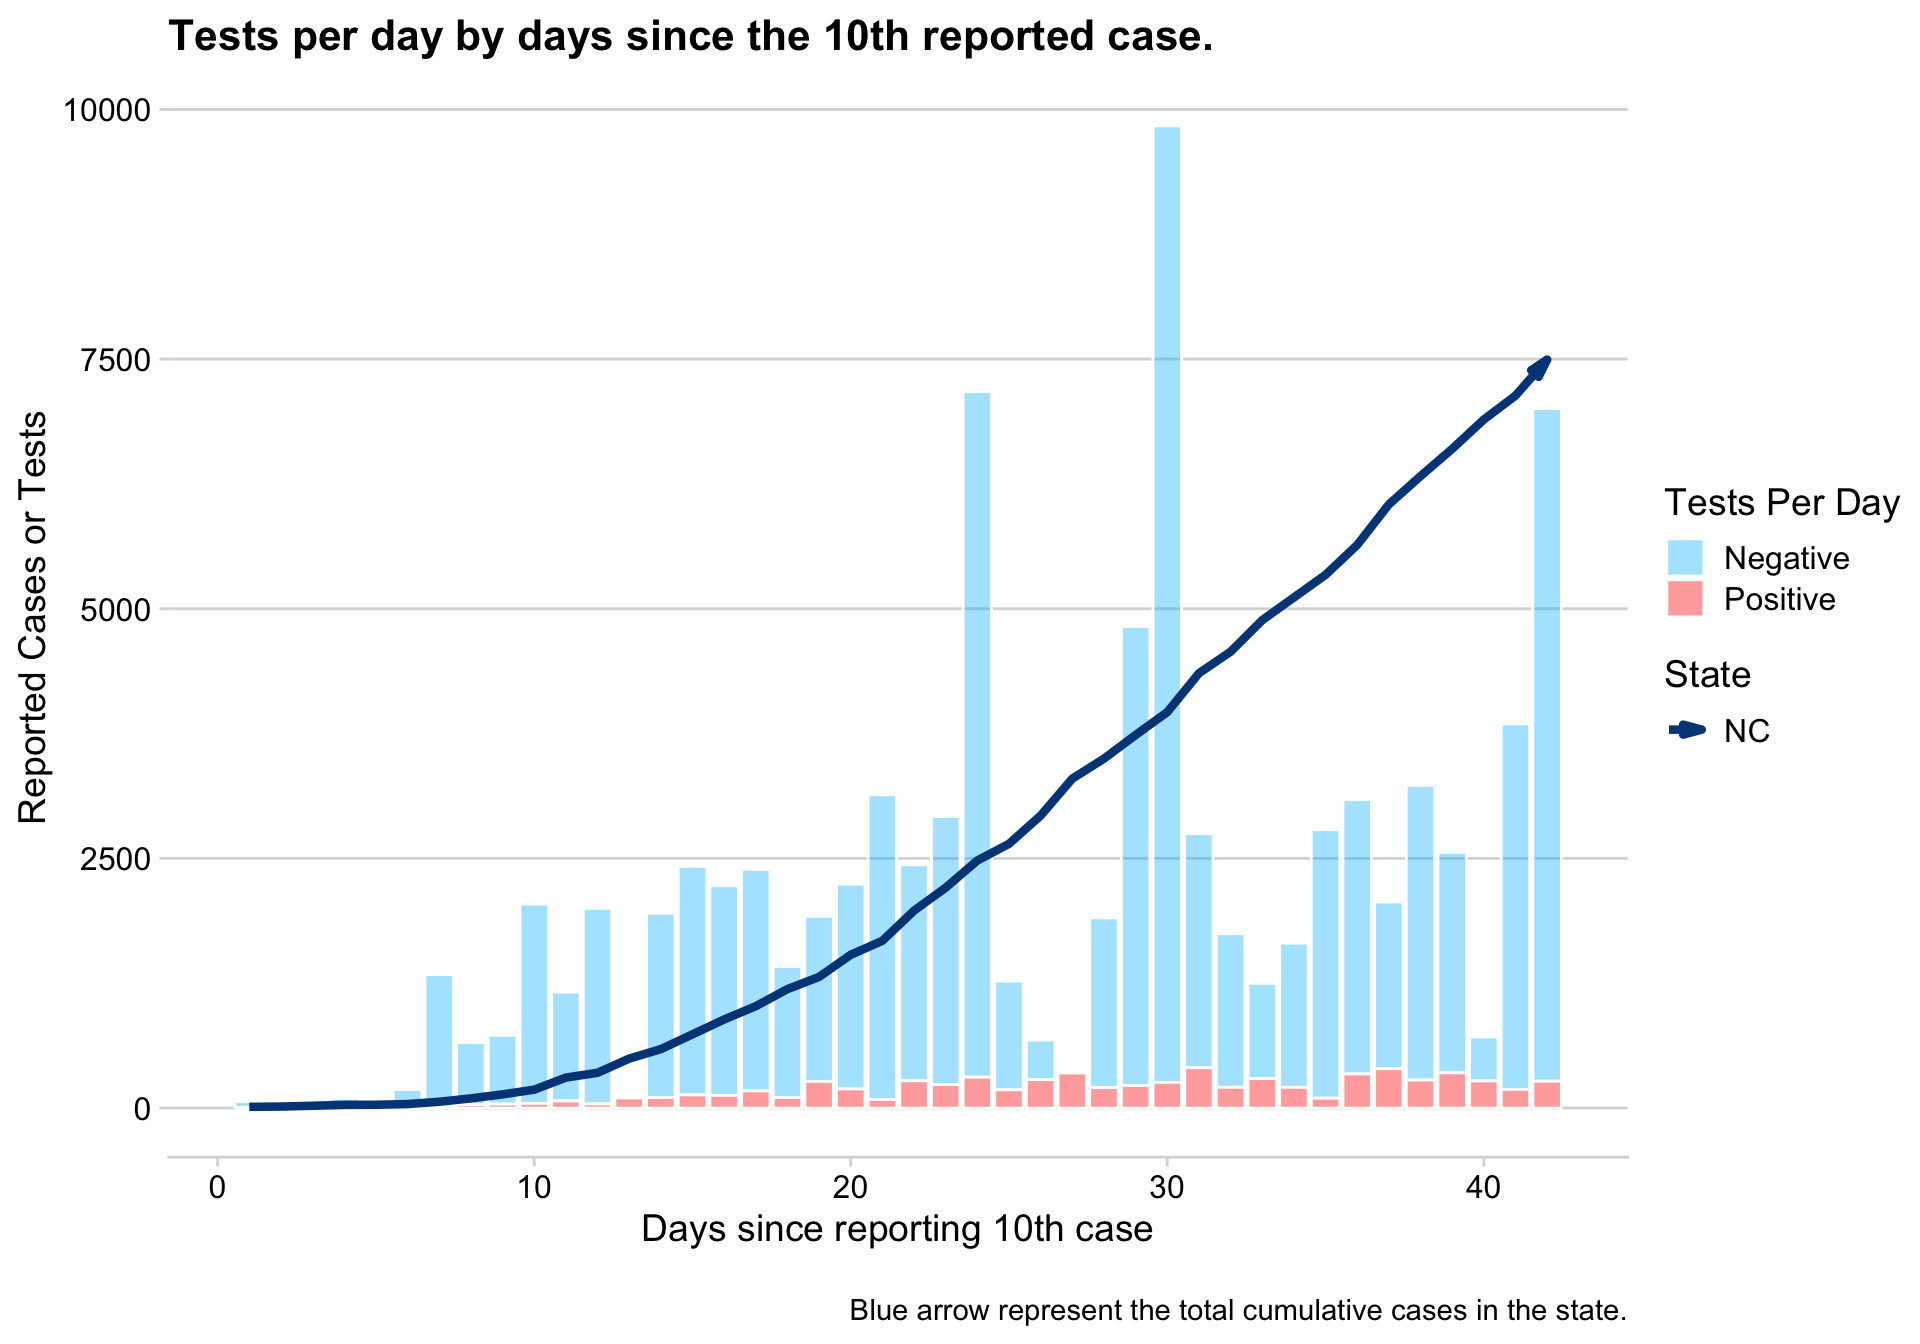 Tests per day by days since the 10th reported case.
10000
7500
5000
2500
0
Reported Cases or Tests
0 10 20 30 40
Days since reporting 10th case
Tests Per Day
Negative
Positive
State
NC
Blue arrow represent the total cumulative cases in the state.